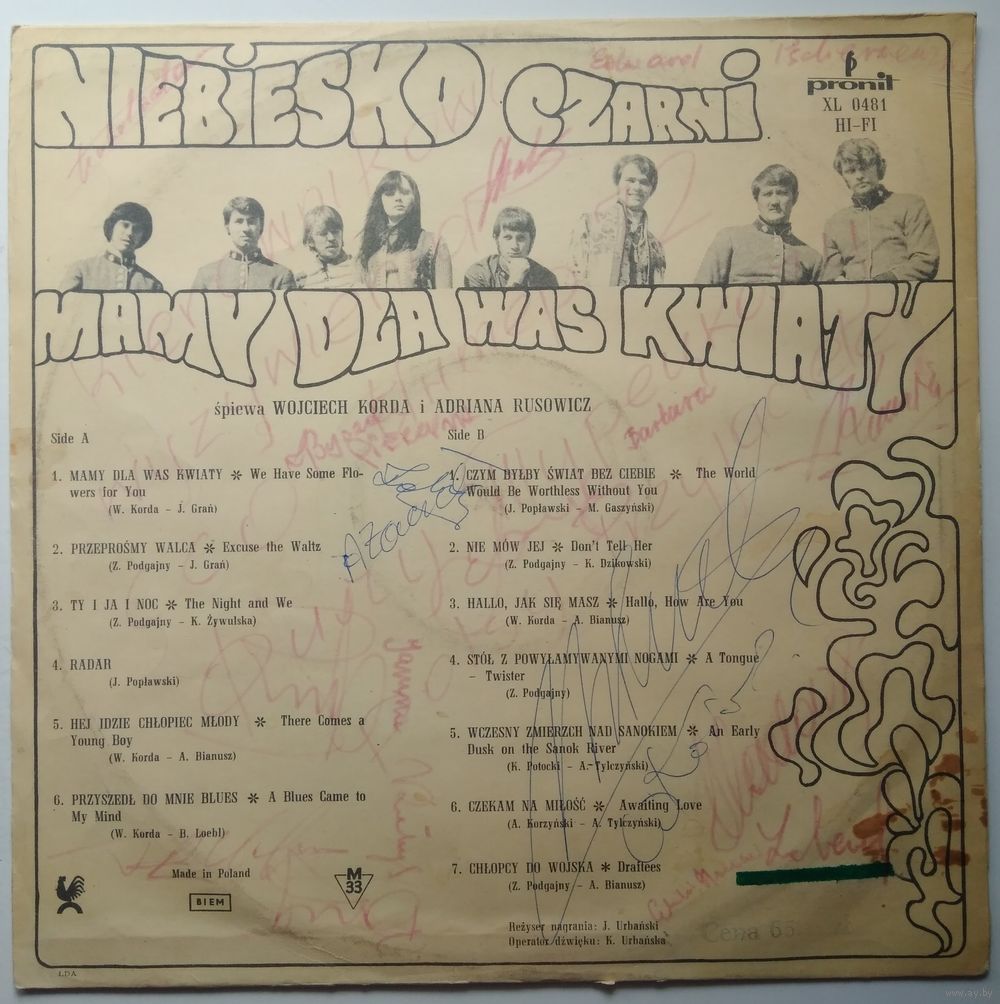 NIEBIESKO CZARNI
Edward
pronit
XL 0481
HI-FI
MAMY DLA WAS KWIATY
śpiewa WOJCIECH KORDA i ADRIANA RUSOWICZ
Side A
1. MAMY DLA WAS KWIATY ✻ We Have Some Flo-
wers for You
(W. Korda – J. Grań)
2. PRZEPROŚMY WALCA ✻ Excuse the Waltz
(Z. Podgajny – J. Grań)
3. TY I JA I NOC ✻ The Night and We
(Z. Podgajny – K. Żywulska)
4. RADAR
(J. Popławski)
5. HEJ IDZIE CHŁOPIEC MŁODY ✻ There Comes a
Young Boy
(W. Korda – A. Bianusz)
6. PRZYSZEDŁ DO MNIE BLUES ✻ A Blues Came to
My Mind
(W. Korda – B. Loebl)
Made in Poland
BIEM
M
33
LDA
Side B
1. CZYM BYŁBY ŚWIAT BEZ CIEBIE ✻ The World
Would Be Worthless Without You
(J. Popławski – M. Gaszyński)
2. NIE MÓW JEJ ✻ Don't Tell Her
(Z. Podgajny – K. Dzikowski)
3. HALLO, JAK SIĘ MASZ ✻ Hallo, How Are You
(W. Korda – A. Bianusz)
4. STÓŁ Z POWYŁAMYWANYMI NOGAMI ✻ A Tongue
– Twister
(Z. Podgajny)
5. WCZESNY ZMIERZCH NAD SANOKIEM ✻ An Early
Dusk on the Sanok River
(K. Potocki – A. Tylczyński)
6. CZEKAM NA MIŁOŚĆ ✻ Awaiting Love
(A. Korzyński – A. Tylczyński)
7. CHŁOPCY DO WOJSKA ✻ Draftees
(Z. Podgajny – A. Bianusz)
Reżyser nagrania: J. Urbański
Operator dźwięku: K. Urbańska
Cena 65
Barbara
www.ay.by